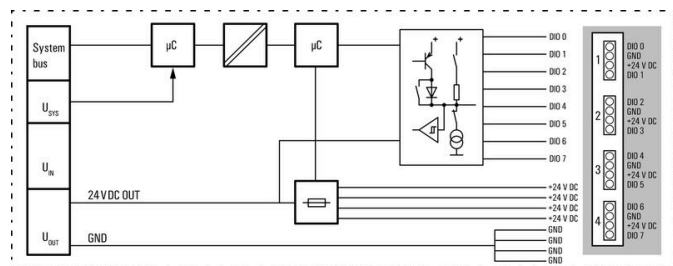 System
bus
U SYS
U IN
U OUT
µC
µC
24 V DC OUT
GND
DIO 0
DIO 1
DIO 2
DIO 3
DIO 4
DIO 5
DIO 6
DIO 7
+24 V DC
+24 V DC
+24 V DC
+24 V DC
GND
GND
GND
GND
1
DIO 0
GND
+24 V DC
DIO 1
2
DIO 2
GND
+24 V DC
DIO 3
3
DIO 4
GND
+24 V DC
DIO 5
4
DIO 6
GND
+24 V DC
DIO 7